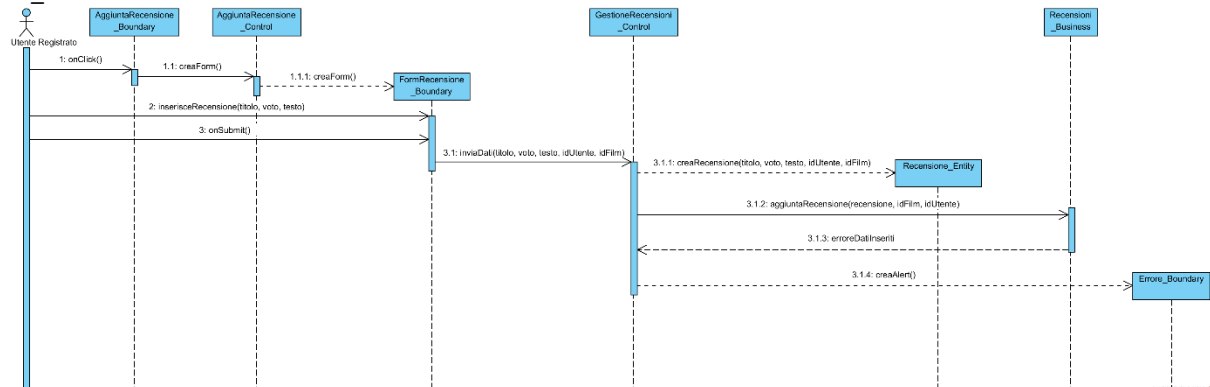 AggiuntaRecensione
_Boundary
AggiuntaRecensione
_Control
GestioneRecensioni
_Control
Recensioni
_Business
Utente Registrato
1: onClick()
1.1: creaForm()
1.1.1: creaForm()
FormRecensione
_Boundary
2: inserisceRecensione(titolo, voto, testo)
3: onSubmit()
3.1: inviaDati(titolo, voto, testo, idUtente, idFilm)
3.1.1: creaRecensione(titolo, voto, testo, idUtente, idFilm)
Recensione_Entity
3.1.2: aggiuntaRecensione(recensione, idFilm, idUtente)
3.1.3: erroreDatiInseriti
3.1.4: creaAlert()
Errore_Boundary